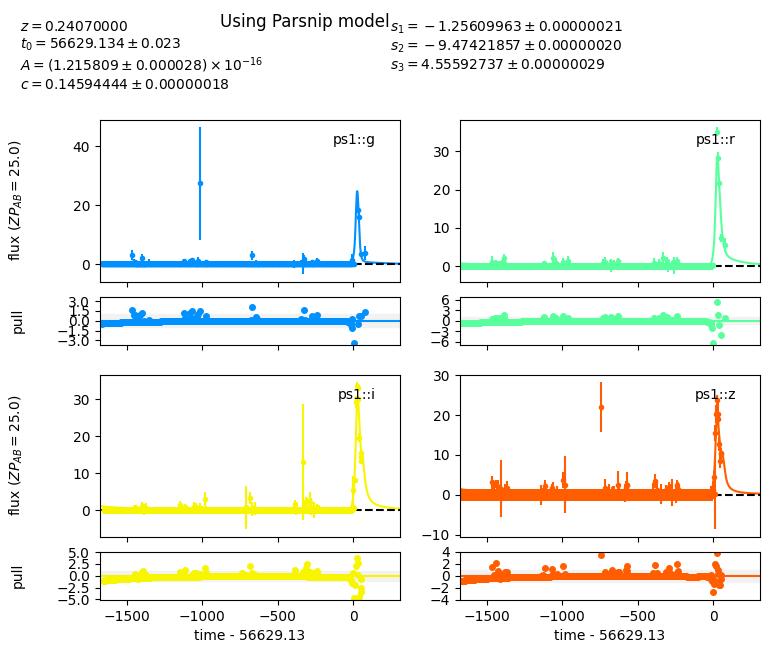 Using Parsnip model
z = 0.24070000
t₀ = 56629.134 ± 0.023
A = (1.215809 ± 0.000028) × 10⁻¹⁶
c = 0.14594444 ± 0.00000018
s₁ = −1.25609963 ± 0.00000021
s₂ = −9.47421857 ± 0.00000020
s₃ = 4.55592737 ± 0.00000029
flux (ZP_AB = 25.0)
40
20
0
ps1::g
30
20
10
0
ps1::r
pull
3.0
1.5
0.0
−1.5
−3.0
6
3
0
−3
−6
flux (ZP_AB = 25.0)
30
20
10
0
ps1::i
30
20
10
0
−10
ps1::z
pull
5.0
2.5
0.0
−2.5
−5.0
4
2
0
−2
−4
−1500 −1000 −500 0
−1500 −1000 −500 0
time - 56629.13
time - 56629.13